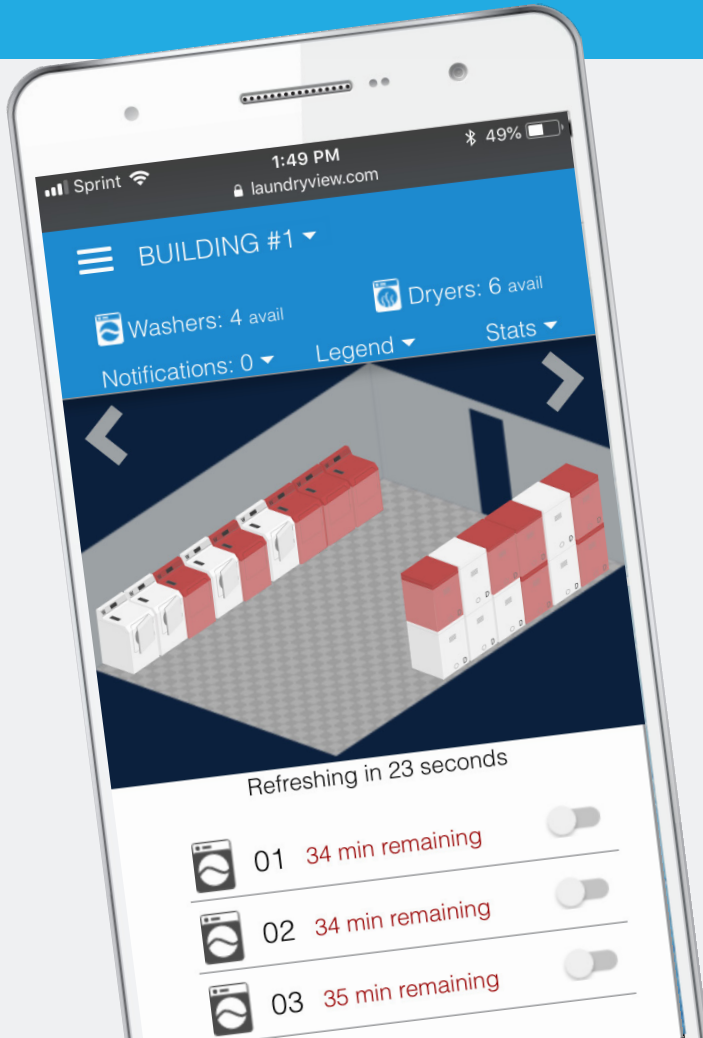 Sprint 1:49 PM 49%
laundryview.com
BUILDING #1
Washers: 4 avail Dryers: 6 avail
Notifications: 0 Legend Stats
Refreshing in 23 seconds
01 34 min remaining
02 34 min remaining
03 35 min remaining